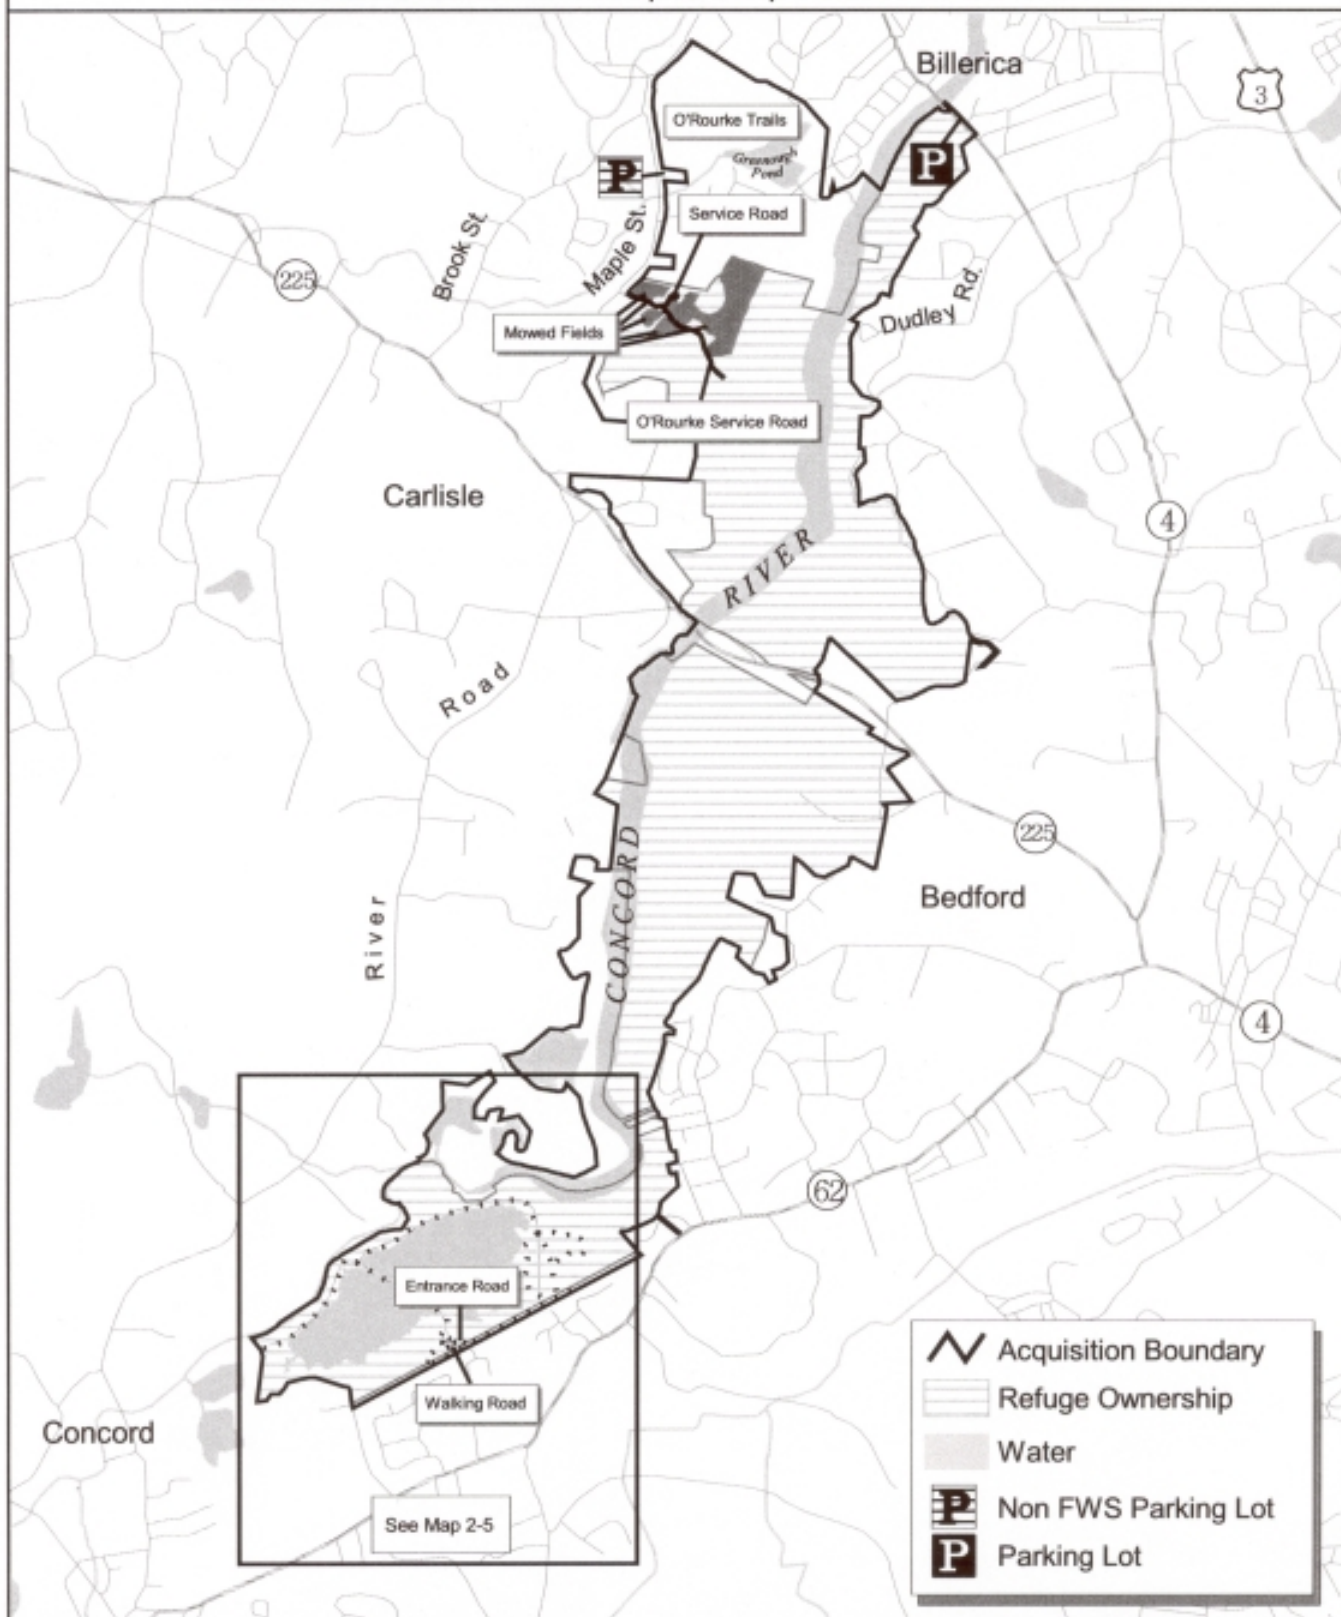 Billerica
3
O'Rourke Trails
Greenough
Pond
P
P
Service Road
Brook St.
Maple St.
225
Dudley Rd.
Mowed Fields
O'Rourke Service Road
Carlisle
4
RIVER
Road
225
CONCORD
Bedford
River
4
62
Entrance Road
Walking Road
Concord
See Map 2-5
Acquisition Boundary
Refuge Ownership
Water
P Non FWS Parking Lot
P Parking Lot